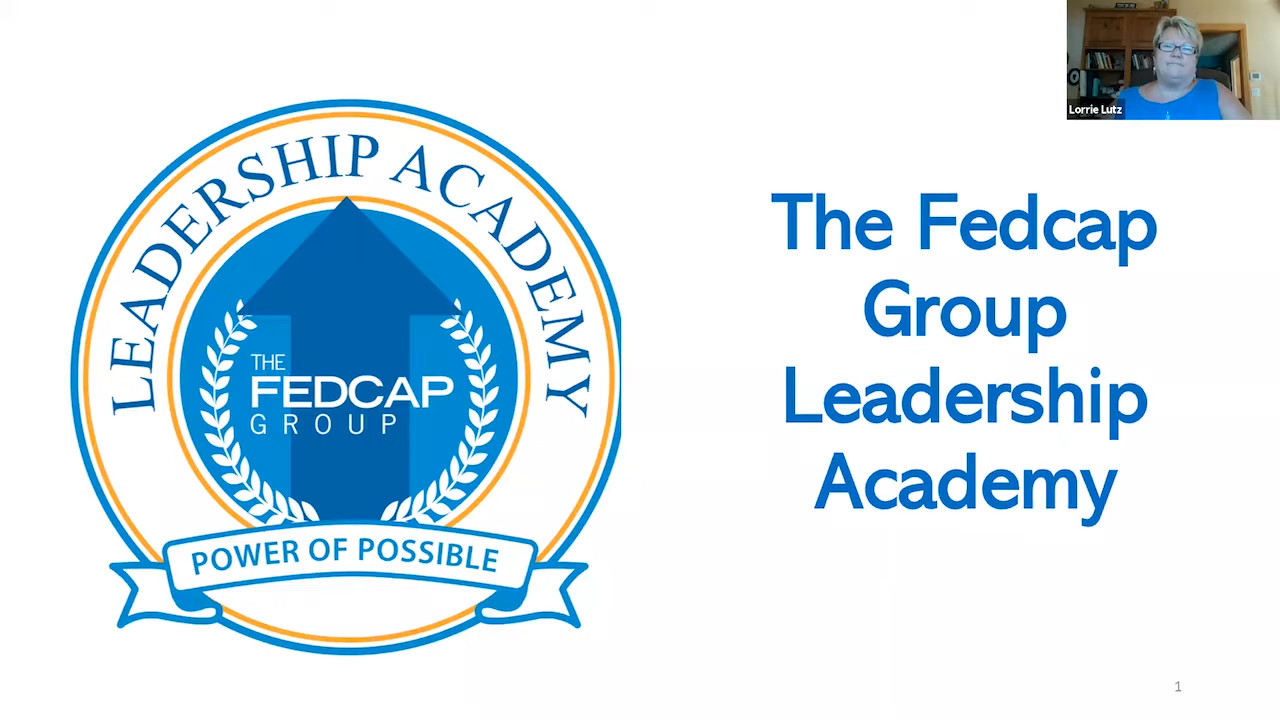 Lorrie Lutz
LEADERSHIP ACADEMY
THE
FEDCAP
GROUP
POWER OF POSSIBLE
The Fedcap
Group
Leadership
Academy
1